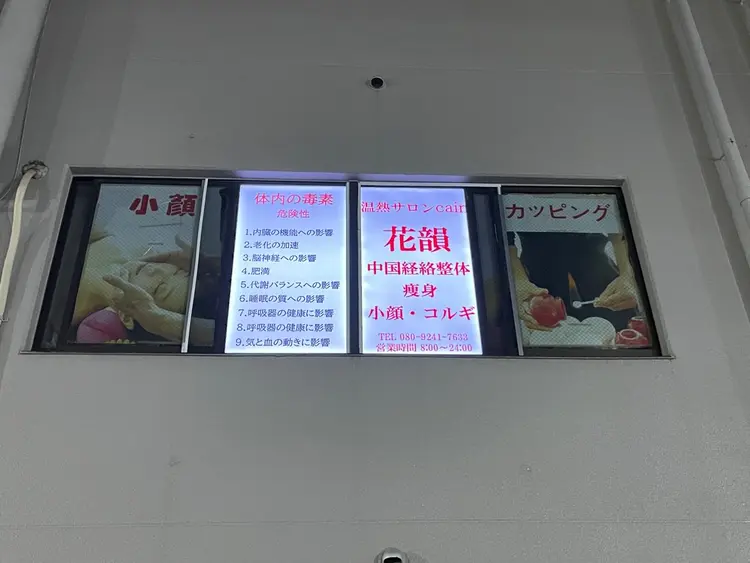 小顔
体内の毒素
危険性
1.内臓の機能への影響
2.老化の加速
3.脳神経への影響
4.肥満
5.代謝バランスへの影響
6.睡眠の質への影響
7.呼吸器の健康に影響
8.呼吸器の健康に影響
9.気と血の動きに影響
温熱サロンcain
花韻
中国経絡整体
痩身
小顔・コルギ
TEL 080-9241-7633
営業時間 8:00～24:00
カッピング